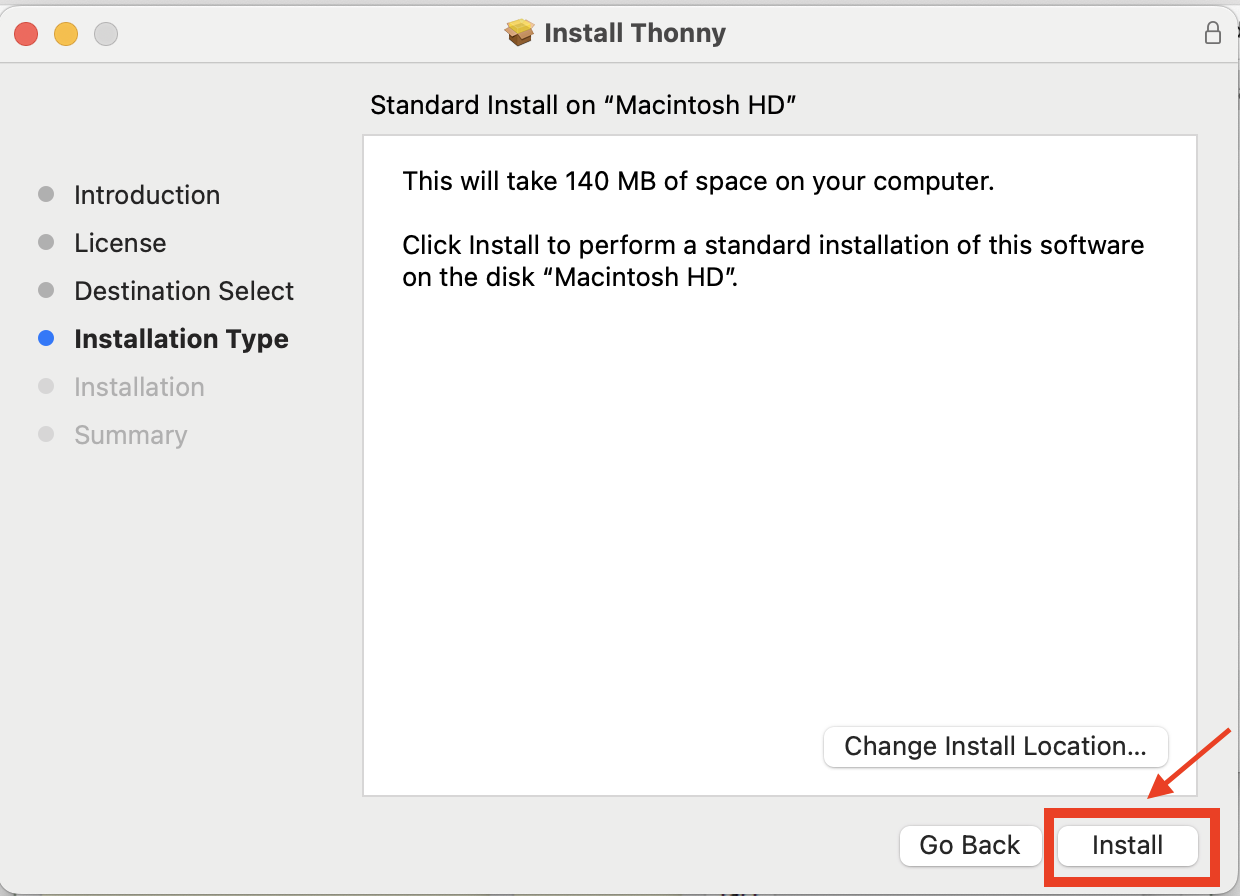 Install Thonny
Standard Install on “Macintosh HD”
Introduction
License
Destination Select
Installation Type
Installation
Summary
This will take 140 MB of space on your computer.
Click Install to perform a standard installation of this software
on the disk “Macintosh HD”.
Change Install Location...
Go Back
Install